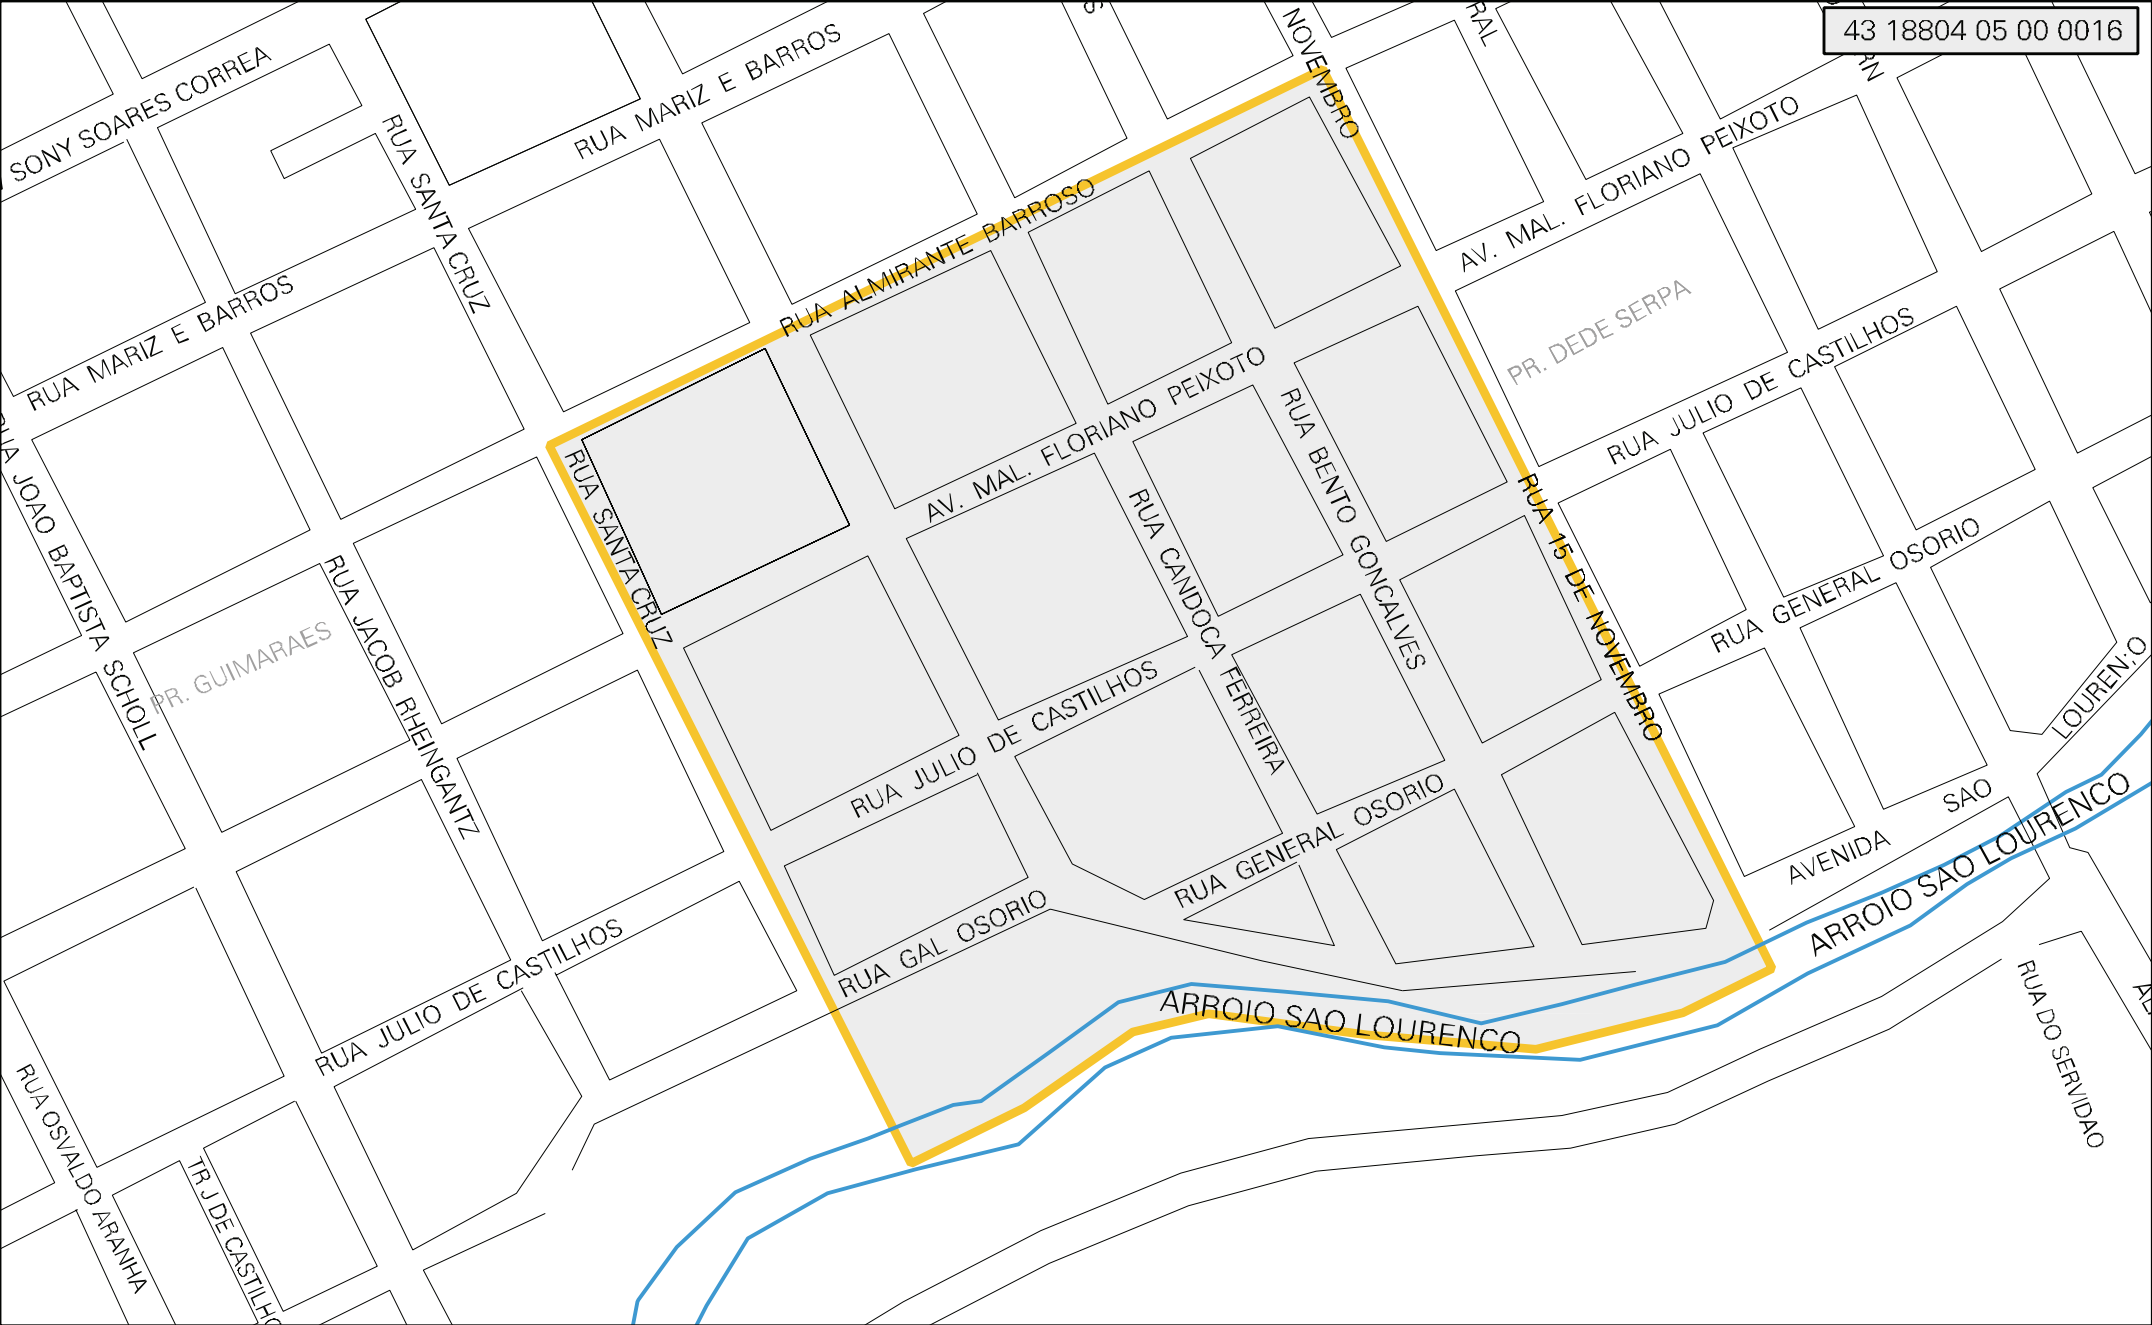 43 18804 05 00 0016
SONY SOARES CORREA
RUA MARIZ E BARROS
NOVEMBRO
RUA SANTA CRUZ
AV. MAL. FLORIANO PEIXOTO
RUA ALMIRANTE BARROSO
RUA MARIZ E BARROS
PR. DEDE SERPA
RUA JULIO DE CASTILHOS
AV. MAL. FLORIANO PEIXOTO
RUA JOAO BAPTISTA SCHOLL
RUA SANTA CRUZ
RUA BENTO GONCALVES
RUA CANDOCA FERREIRA
RUA 15 DE NOVEMBRO
RUA GENERAL OSORIO
PR. GUIMARAES
RUA JACOB RHEINGANTZ
RUA JULIO DE CASTILHOS
LOUREN:O
SAO
AVENIDA
ARROIO SAO LOURENCO
RUA GENERAL OSORIO
RUA GAL OSORIO
RUA JULIO DE CASTILHOS
ARROIO SAO LOURENCO
RUA DO SERVIDAO
RUA OSVALDO ARANHA
TR J DE CASTILHO